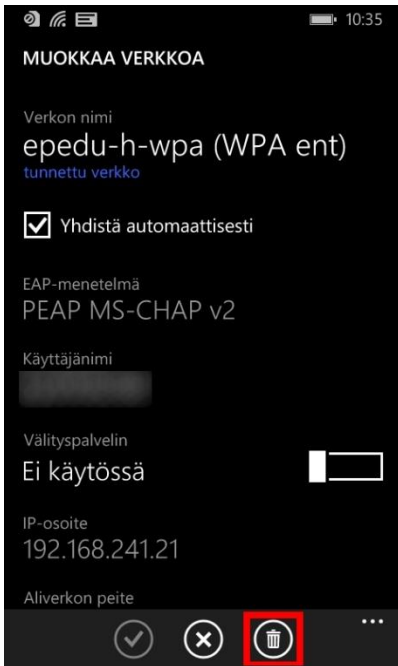 10:35
MUOKKAA VERKKOA
Verkon nimi
epedu-h-wpa (WPA ent)
tunnettu verkko
Yhdistä automaattisesti
EAP-menetelmä
PEAP MS-CHAP v2
Käyttäjänimi
Välityspalvelin
Ei käytössä
IP-osoite
192.168.241.21
Aliverkon peite